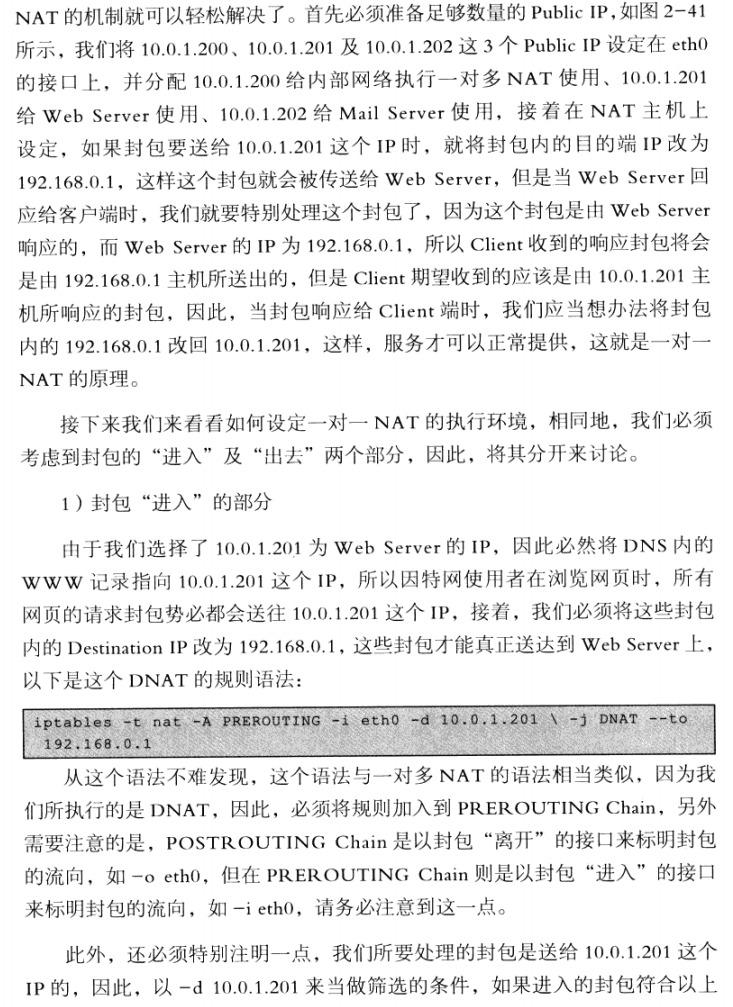 NAT 的机制就可以轻松解决了。首先必须准备足够数量的 Public IP，如图 2-41
所示，我们将 10.0.1.200、10.0.1.201 及 10.0.1.202 这 3 个 Public IP 设定在 eth0
的接口上，并分配 10.0.1.200 给内部网络执行一对多 NAT 使用、10.0.1.201
给 Web Server 使用、10.0.1.202 给 Mail Server 使用，接着在 NAT 主机上
设定，如果封包要送给 10.0.1.201 这个 IP 时，就将封包内的目的端 IP 改为
192.168.0.1，这样这个封包就会被传送给 Web Server，但是当 Web Server 回
应给客户端时，我们就要特别处理这个封包了，因为这个封包是由 Web Server
响应的，而 Web Server 的 IP 为 192.168.0.1，所以 Client 收到的响应封包将会
是由 192.168.0.1 主机所送出的，但是 Client 期望收到的应该是由 10.0.1.201 主
机所响应的封包，因此，当封包响应给 Client 端时，我们应当想办法将封包
内的 192.168.0.1 改回 10.0.1.201，这样，服务才可以正常提供，这就是一对一
NAT 的原理。
接下来我们来看看如何设定一对一 NAT 的执行环境，相同地，我们必须
考虑到封包的“进入”及“出去”两个部分，因此，将其分开来讨论。
1）封包“进入”的部分
由于我们选择了 10.0.1.201 为 Web Server 的 IP，因此必然将 DNS 内的
WWW 记录指向 10.0.1.201 这个 IP，所以因特网使用者在浏览网页时，所有
网页的请求封包势必都会送往 10.0.1.201 这个 IP，接着，我们必须将这些封包
内的 Destination IP 改为 192.168.0.1，这些封包才能真正送达到 Web Server 上，
以下是这个 DNAT 的规则语法：
iptables -t nat -A PREROUTING -i eth0 -d 10.0.1.201 \ -j DNAT --to
192.168.0.1
从这个语法不难发现，这个语法与一对多 NAT 的语法相当类似，因为我
们所执行的是 DNAT，因此，必须将规则加入到 PREROUTING Chain，另外
需要注意的是，POSTROUTING Chain 是以封包“离开”的接口来标明封包
的流向，如 -o eth0，但在 PREROUTING Chain 则是以封包“进入”的接口
来标明封包的流向，如 -i eth0，请务必注意到这一点。
此外，还必须特别注明一点，我们所要处理的封包是送给 10.0.1.201 这个
IP 的，因此，以 -d 10.0.1.201 来当做筛选的条件，如果进入的封包符合以上